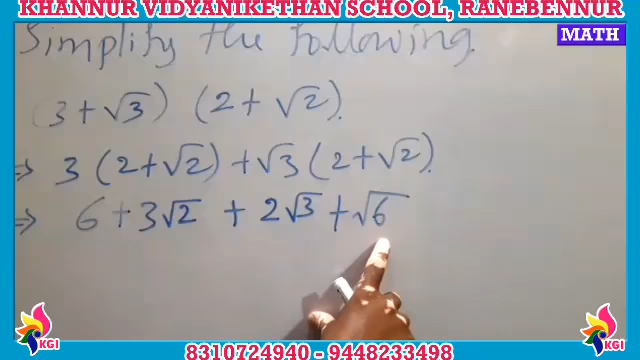 KHANNUR VIDYANIKETHAN SCHOOL, RANEBENNUR
MATH
Simplify the following.
(3 + √3) (2 + √2).
⇒ 3 (2 + √2) + √3 (2 + √2).
⇒ 6 + 3√2 + 2√3 + √6
KGI
KGI
8310724940 - 9448233498